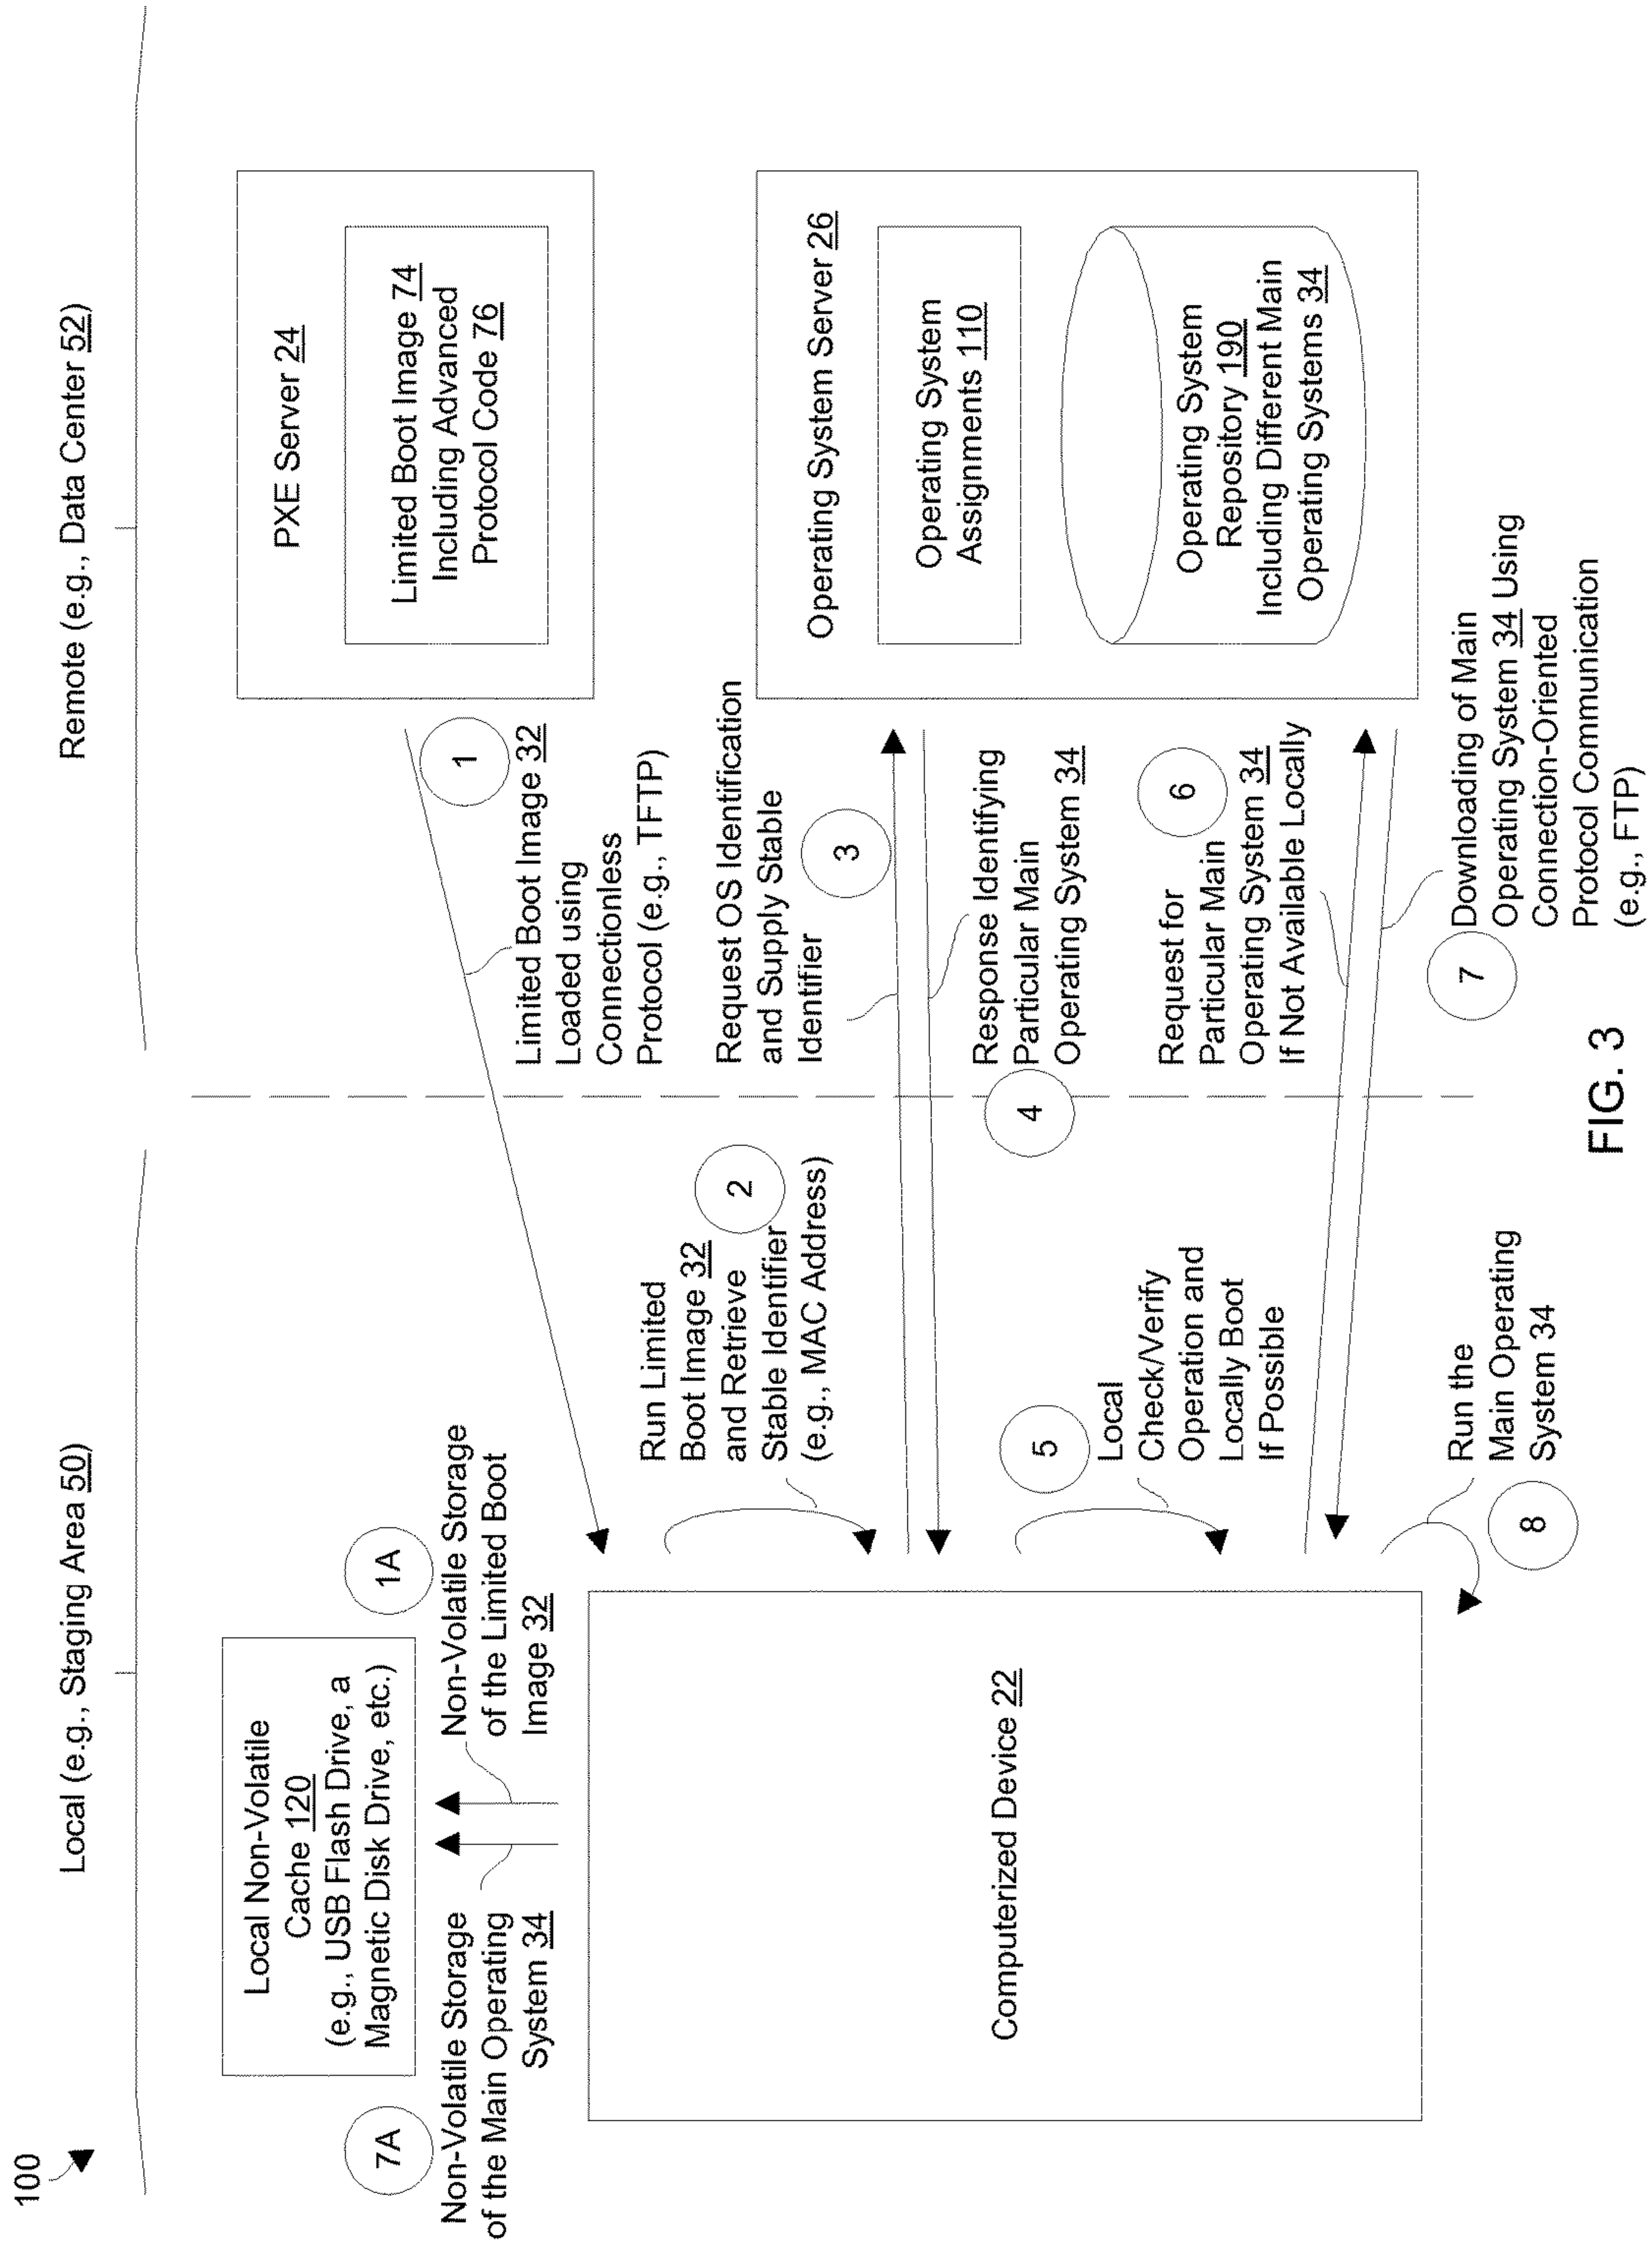 100
Local (e.g., Staging Area 50)
Remote (e.g., Data Center 52)
7A
Non-Volatile Storage
of the Main Operating
System 34
Local Non-Volatile
Cache 120
(e.g., USB Flash Drive, a
Magnetic Disk Drive, etc.)
1A
Non-Volatile Storage
of the Limited Boot
Image 32
Computerized Device 22
PXE Server 24
Limited Boot Image 74
Including Advanced
Protocol Code 76
1
Limited Boot Image 32
Loaded using
Connectionless
Protocol (e.g., TFTP)
2
Run Limited
Boot Image 32
and Retrieve
Stable Identifier
(e.g., MAC Address)
3
Request OS Identification
and Supply Stable
Identifier
Operating System Server 26
Operating System
Assignments 110
Operating System
Repository 190
Including Different Main
Operating Systems 34
4
Response Identifying
Particular Main
Operating System 34
5
Local
Check/Verify
Operation and
Locally Boot
If Possible
6
Request for
Particular Main
Operating System 34
If Not Available Locally
7
Downloading of Main
Operating System 34 Using
Connection-Oriented
Protocol Communication
(e.g., FTP)
8
Run the
Main Operating
System 34
FIG. 3